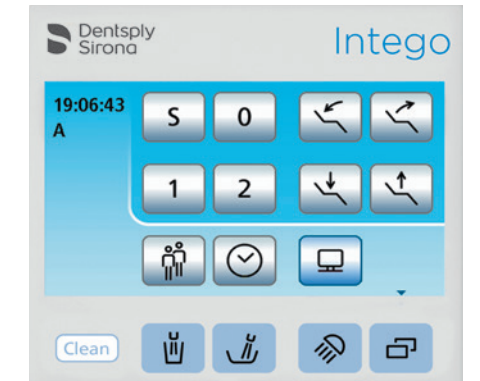 Dentsply
Sirona
Intego
19:06:43
A
S
0
1
2
Clean